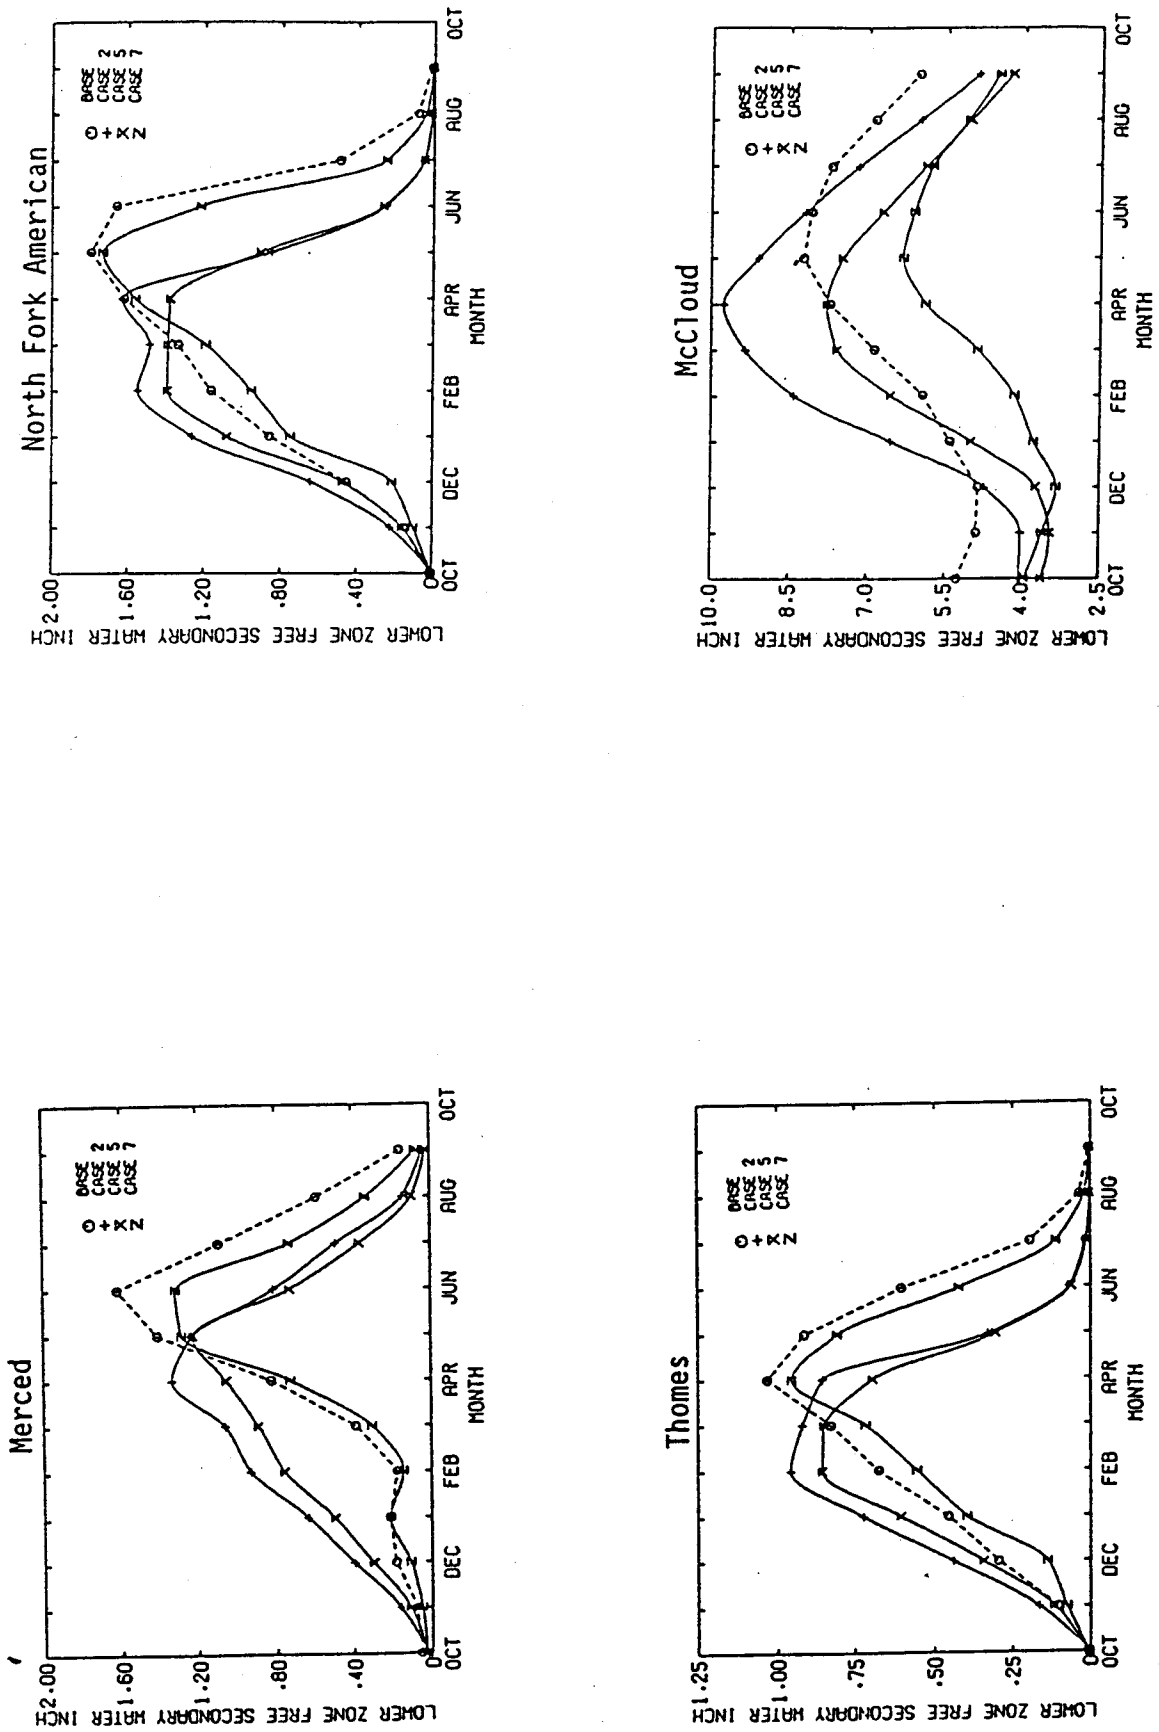 Merced
LOWER ZONE FREE SECONDARY WATER INCH
2.00
1.60
1.20
.80
.40
0
OCT
DEC
FEB
APR
JUN
AUG
OCT
MONTH
BASE
CASE 2
CASE 5
CASE 7
North Fork American
LOWER ZONE FREE SECONDARY WATER INCH
2.00
1.60
1.20
.80
.40
0
OCT
DEC
FEB
APR
JUN
AUG
OCT
MONTH
BASE
CASE 2
CASE 5
CASE 7
Thomes
LOWER ZONE FREE SECONDARY WATER INCH
1.25
1.00
.75
.50
.25
0
OCT
DEC
FEB
APR
JUN
AUG
OCT
MONTH
BASE
CASE 2
CASE 5
CASE 7
McCloud
LOWER ZONE FREE SECONDARY WATER INCH
10.0
8.5
7.0
5.5
4.0
2.5
OCT
DEC
FEB
APR
JUN
AUG
OCT
MONTH
BASE
CASE 2
CASE 5
CASE 7